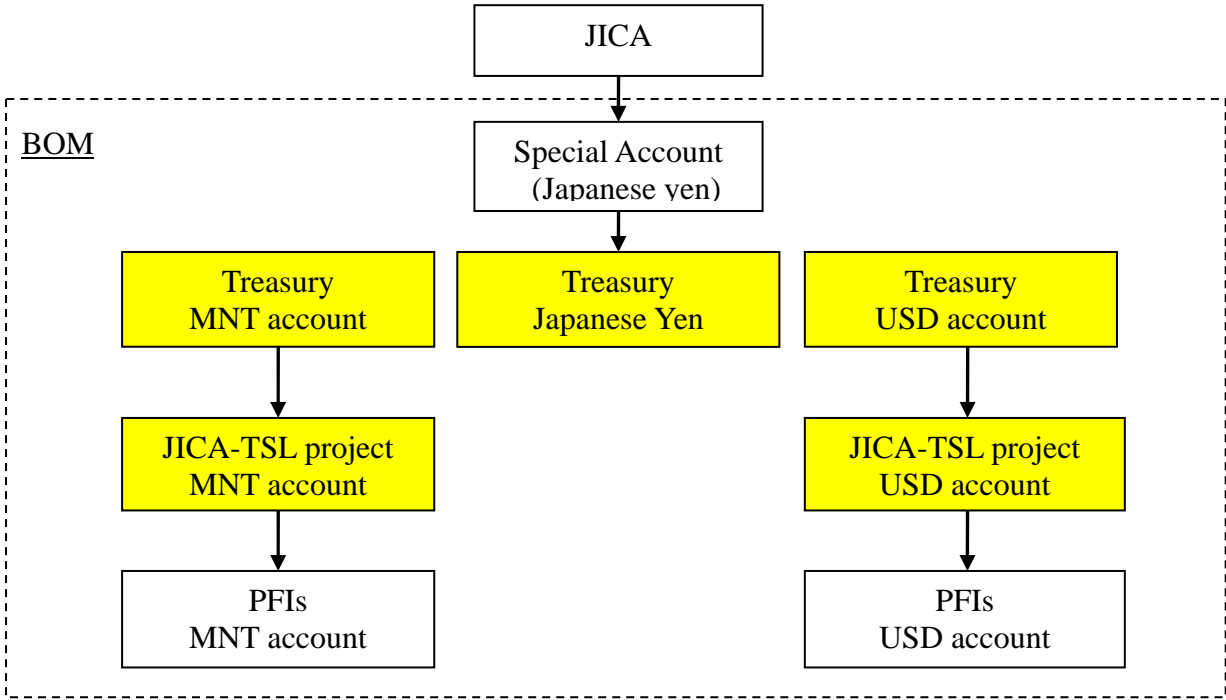 JICA
BOM
Special Account
(Japanese yen)
Treasury
MNT account
Treasury
Japanese Yen
Treasury
USD account
JICA-TSL project
MNT account
JICA-TSL project
USD account
PFIs
MNT account
PFIs
USD account